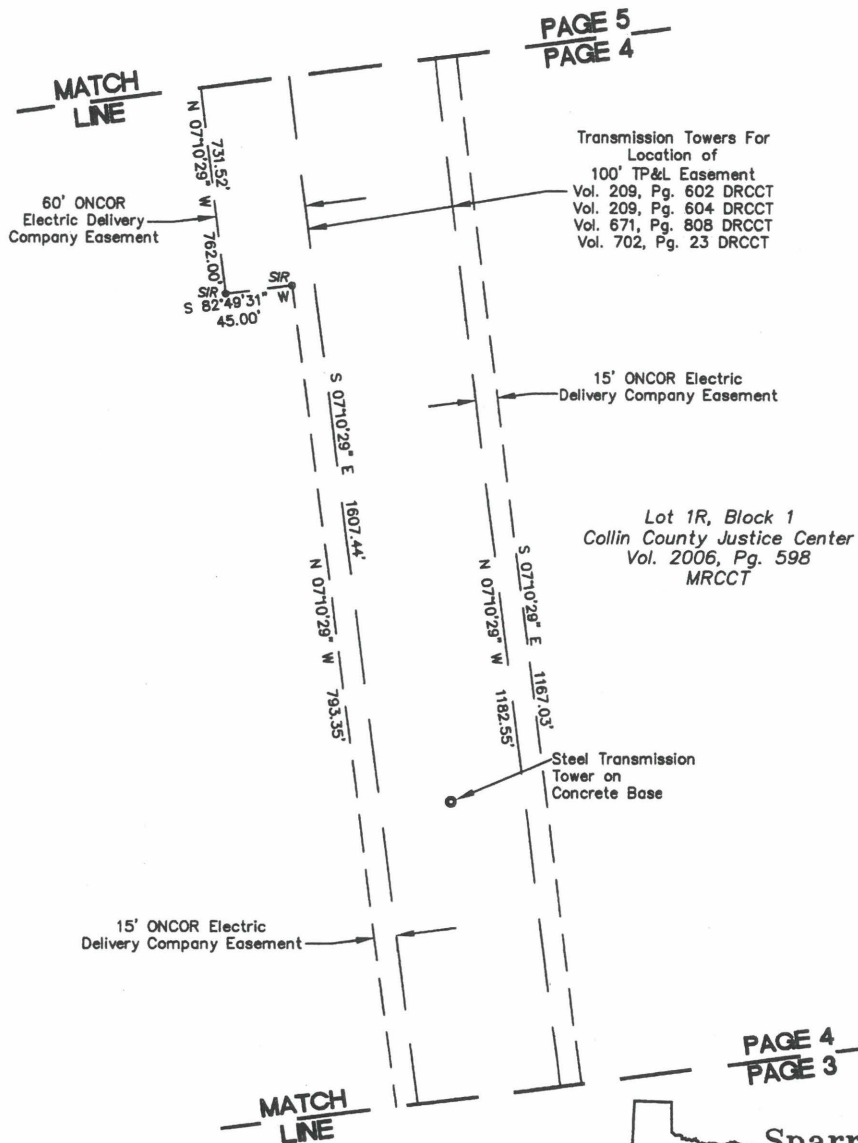 PAGE 5
PAGE 4
MATCH
LINE
N 07°10'29" W
731.52'
762.00'
60' ONCOR
Electric Delivery
Company Easement
Transmission Towers For
Location of
100' TP&L Easement
Vol. 209, Pg. 602 DRCCT
Vol. 209, Pg. 604 DRCCT
Vol. 671, Pg. 808 DRCCT
Vol. 702, Pg. 23 DRCCT
SIR
SIR
S 82°49'31" W
45.00'
15' ONCOR Electric
Delivery Company Easement
S 07°10'29" E 1607.44'
Lot 1R, Block 1
Collin County Justice Center
Vol. 2006, Pg. 598
MRCCT
N 07°10'29" W 793.35'
N 07°10'29" W 1182.55'
S 07°10'29" E 1167.03'
Steel Transmission
Tower on
Concrete Base
15' ONCOR Electric
Delivery Company Easement
PAGE 4
PAGE 3
MATCH
LINE